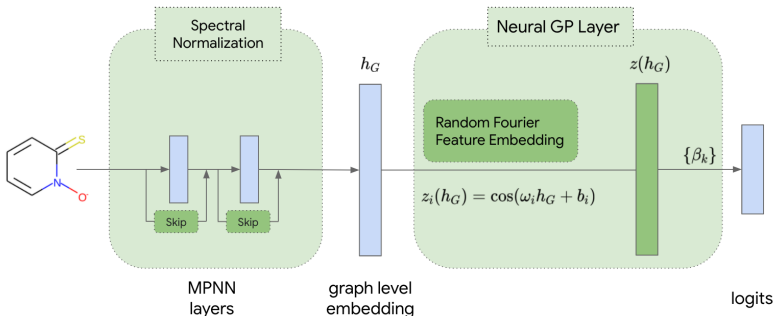 Spectral
Normalization
Neural GP Layer
h_G
z(h_G)
S
N
O⁻
Random Fourier
Feature Embedding
{β_k}
z_i(h_G) = cos(ω_i h_G + b_i)
Skip
Skip
MPNN
layers
graph level
embedding
logits